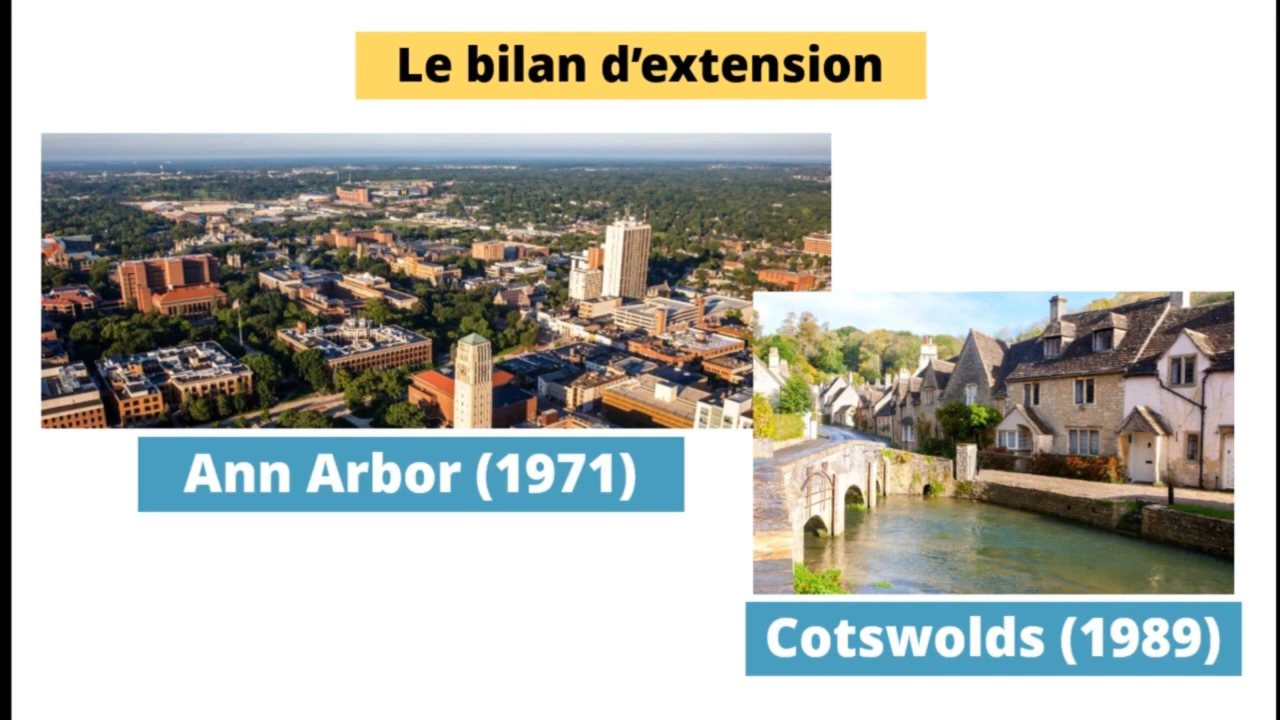 Le bilan d’extension
Ann Arbor (1971)
Cotswolds (1989)